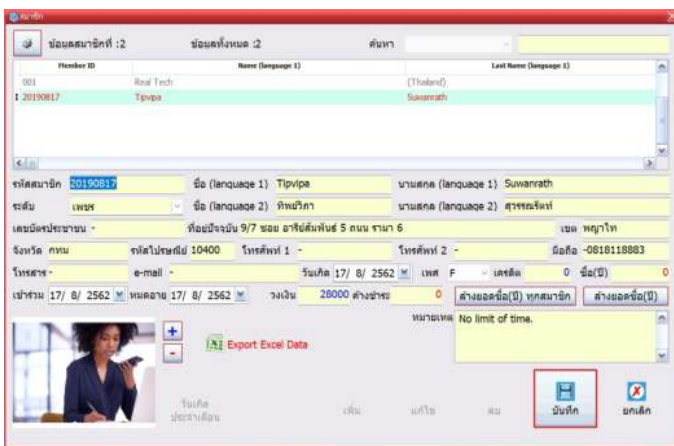 สมาชิก
ข้อมูลสมาชิกที่ :2 ข้อมูลทั้งหมด :2 ค้นหา
Member ID Name (language 1) Last Name (language 1)
001 Real Tech (Thailand)
20190817 Tipvipa Suwanrath
รหัสสมาชิก 20190817 ชื่อ (language 1) Tipvipa นามสกุล (language 1) Suwanrath
ระดับ เพชร ชื่อ (language 2) ทิพย์วิภา นามสกุล (language 2) สุวรรณรัตน์
เลขบัตรประชาชน - ที่อยู่ปัจจุบัน 9/7 ซอย อารีย์สัมพันธ์ 5 ถนน รามา 6 เขต พญาไท
จังหวัด กทม รหัสไปรษณีย์ 10400 โทรศัพท์ 1 - โทรศัพท์ 2 - มือถือ -0818118883
โทรสาร - e-mail - วันเกิด 17/ 8/ 2562 เพศ F เครดิต 0 ซื้อ(ปี) 0
เข้าร่วม 17/ 8/ 2562 หมดอายุ 17/ 8/ 2562 วงเงิน 28000 ค้างชำระ 0 ล้างยอดซื้อ(ปี) ทุกสมาชิก ล้างยอดซื้อ(ปี)
หมายเหตุ No limit of time.
+
-
Export Excel Data
วันเกิด
ประจำเดือน
เพิ่ม แก้ไข ลบ บันทึก ยกเลิก